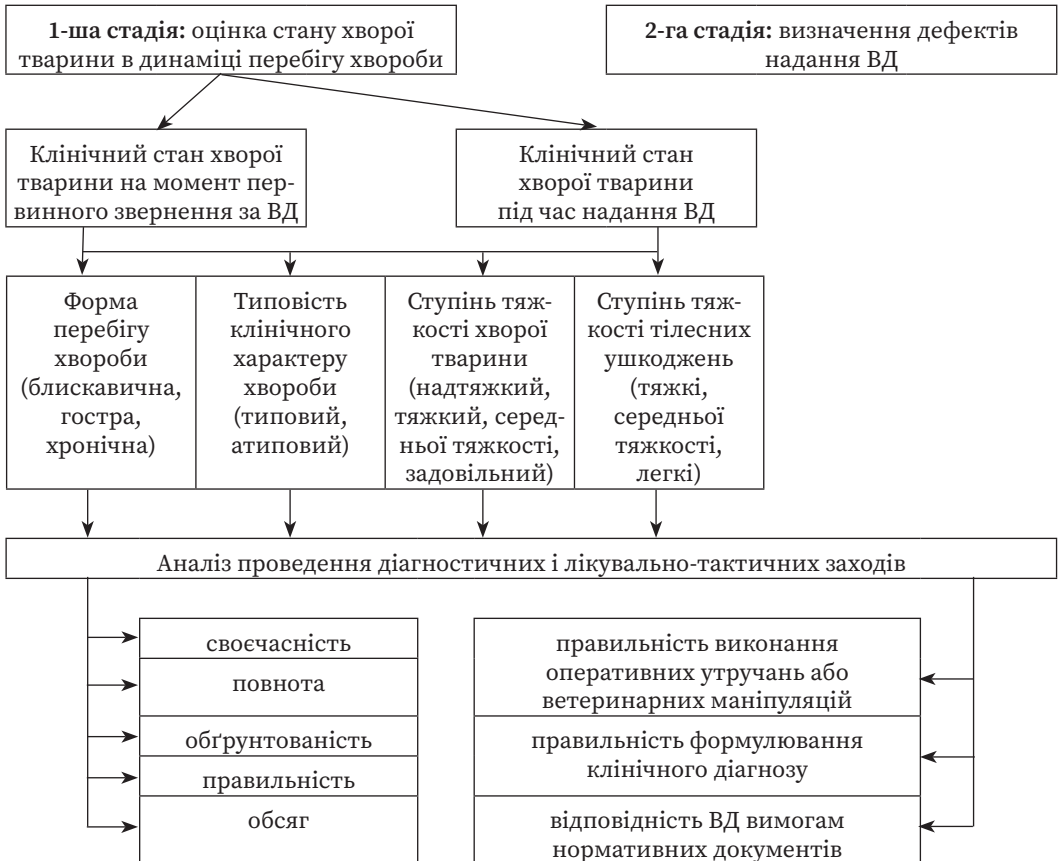 1-ша стадія: оцінка стану хворої
тварини в динаміці перебігу хвороби
2-га стадія: визначення дефектів
надання ВД
Клінічний стан хворої
тварини на момент пер-
винного звернення за ВД
Клінічний стан
хворої тварини
під час надання ВД
Форма
перебігу
хвороби
(блискавична,
гостра,
хронічна)
Типовість
клінічного
характеру
хвороби
(типовий,
атиповий)
Ступінь тяж-
кості хворої
тварини
(надтяжкий,
тяжкий, серед-
ньої тяжкості,
задовільний)
Ступінь тяж-
кості тілесних
ушкоджень
(тяжкі,
середньої
тяжкості,
легкі)
Аналіз проведення діагностичних і лікувально-тактичних заходів
своєчасність
повнота
обґрунтованість
правильність
обсяг
правильність виконання
оперативних утручань або
ветеринарних маніпуляцій
правильність формулювання
клінічного діагнозу
відповідність ВД вимогам
нормативних документів